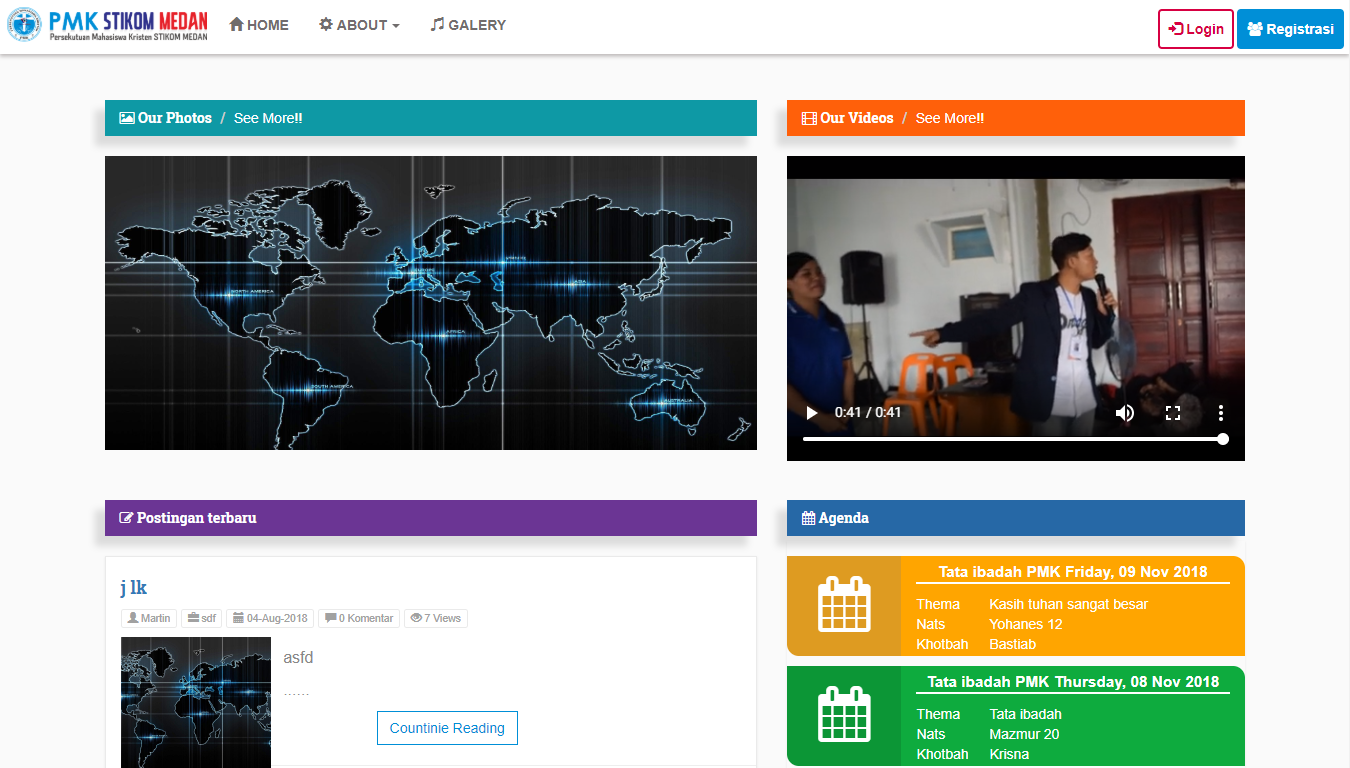 PMK STIKOM MEDAN
Persekutuan Mahasiswa Kristen STIKOM MEDAN
HOME
ABOUT
GALERY
Login
Registrasi
Our Photos / See More!!
Our Videos / See More!!
NORTH AMERICA
EUROPE
ASIA
AFRICA
SOUTH AMERICA
AUSTRALIA
0:41 / 0:41
Postingan terbaru
Agenda
j lk
Martin
sdf
04-Aug-2018
0 Komentar
7 Views
asfd
......
Countinie Reading
Tata ibadah PMK Friday, 09 Nov 2018
Thema Kasih tuhan sangat besar
Nats Yohanes 12
Khotbah Bastiab
Tata ibadah PMK Thursday, 08 Nov 2018
Thema Tata ibadah
Nats Mazmur 20
Khotbah Krisna